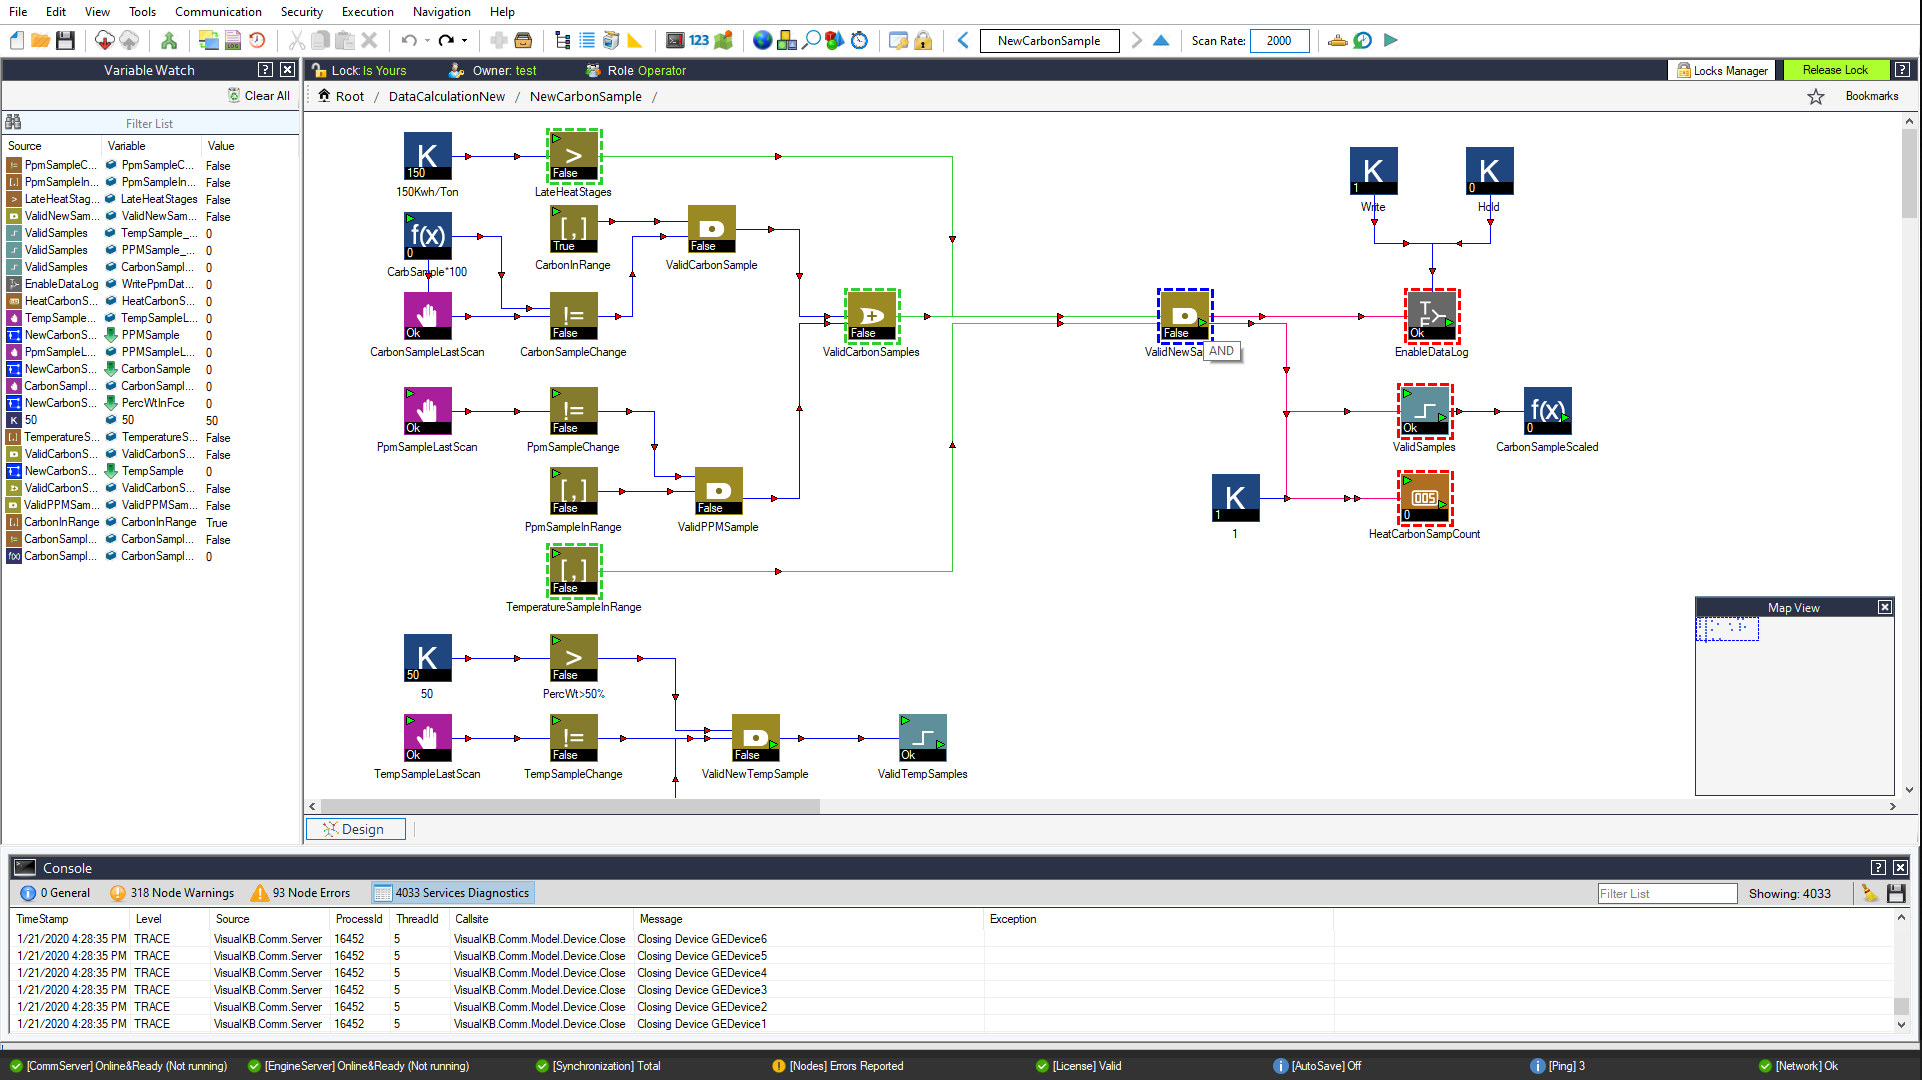 File Edit View Tools Communication Security Execution Navigation Help
123 NewCarbonSample Scan Rate: 2000
Variable Watch ?
Lock: Is Yours Owner: test Role Operator Locks Manager Release Lock ?
Clear All
Root / DataCalculationNew / NewCarbonSample / Bookmarks
Filter List
Source Variable Value
PpmSampleC... PpmSampleC... False
PpmSampleIn... PpmSampleIn... False
LateHeatStag... LateHeatStages False
ValidNewSam... ValidNewSam... False
ValidSamples TempSample_... 0
ValidSamples PPMSample_... 0
ValidSamples CarbonSampl... 0
EnableDataLog WritePpmDat... 0
HeatCarbonS... HeatCarbonS... 0
TempSampleL... TempSampleL... 0
NewCarbonS... PPMSample 0
PpmSampleL... PPMSampleL... 0
NewCarbonS... CarbonSample 0
CarbonSampl... CarbonSampl... 0
NewCarbonS... PercWtInFce 0
K 50 50 50
TemperatureS... TemperatureS... False
ValidCarbonS... ValidCarbonS... False
NewCarbonS... TempSample 0
ValidCarbonS... ValidCarbonS... False
ValidPPMSam... ValidPPMSam... False
CarbonInRange CarbonInRange True
CarbonSampl... CarbonSampl... False
f(x) CarbonSampl... CarbonSampl... 0
K 150
150Kwh/Ton
> False
LateHeatStages
K 1
Write
K 0
Hold
f(x) 0
CarbSample*100
[,] True
CarbonInRange
False
ValidCarbonSample
Ok
CarbonSampleLastScan
!= False
CarbonSampleChange
+ False
ValidCarbonSamples
False
ValidNewSa
AND
T F Ok
EnableDataLog
Ok
PpmSampleLastScan
!= False
PpmSampleChange
Ok
ValidSamples
f(x) 0
CarbonSampleScaled
[,] False
PpmSampleInRange
False
ValidPPMSample
K 1
1
005 0
HeatCarbonSampCount
[,] False
TemperatureSampleInRange
K 50
50
> False
PercWt>50%
Ok
TempSampleLastScan
!= False
TempSampleChange
False
ValidNewTempSample
Ok
ValidTempSamples
Map View
Design
Console ?
0 General 318 Node Warnings 93 Node Errors 4033 Services Diagnostics Filter List Showing: 4033
TimeStamp Level Source ProcessId ThreadId Callsite Message Exception
1/21/2020 4:28:35 PM TRACE VisualKB.Comm.Server 16452 5 VisualKB.Comm.Model.Device.Close Closing Device GEDevice6
1/21/2020 4:28:35 PM TRACE VisualKB.Comm.Server 16452 5 VisualKB.Comm.Model.Device.Close Closing Device GEDevice5
1/21/2020 4:28:35 PM TRACE VisualKB.Comm.Server 16452 5 VisualKB.Comm.Model.Device.Close Closing Device GEDevice4
1/21/2020 4:28:35 PM TRACE VisualKB.Comm.Server 16452 5 VisualKB.Comm.Model.Device.Close Closing Device GEDevice3
1/21/2020 4:28:35 PM TRACE VisualKB.Comm.Server 16452 5 VisualKB.Comm.Model.Device.Close Closing Device GEDevice2
1/21/2020 4:28:35 PM TRACE VisualKB.Comm.Server 16452 5 VisualKB.Comm.Model.Device.Close Closing Device GEDevice1
[CommServer] Online&Ready (Not running) [EngineServer] Online&Ready (Not running) [Synchronization] Total [Nodes] Errors Reported [License] Valid [AutoSave] Off [Ping] 3 [Network] Ok